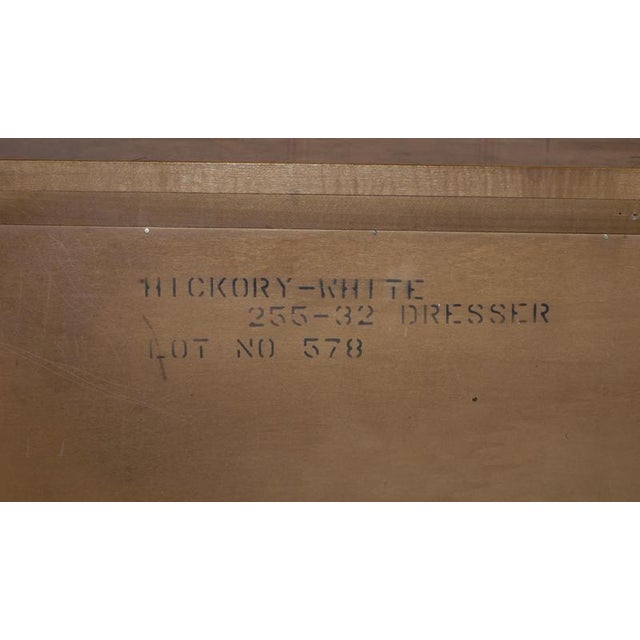 HICKORY-WHITE
255-32 DRESSER
LOT NO 578